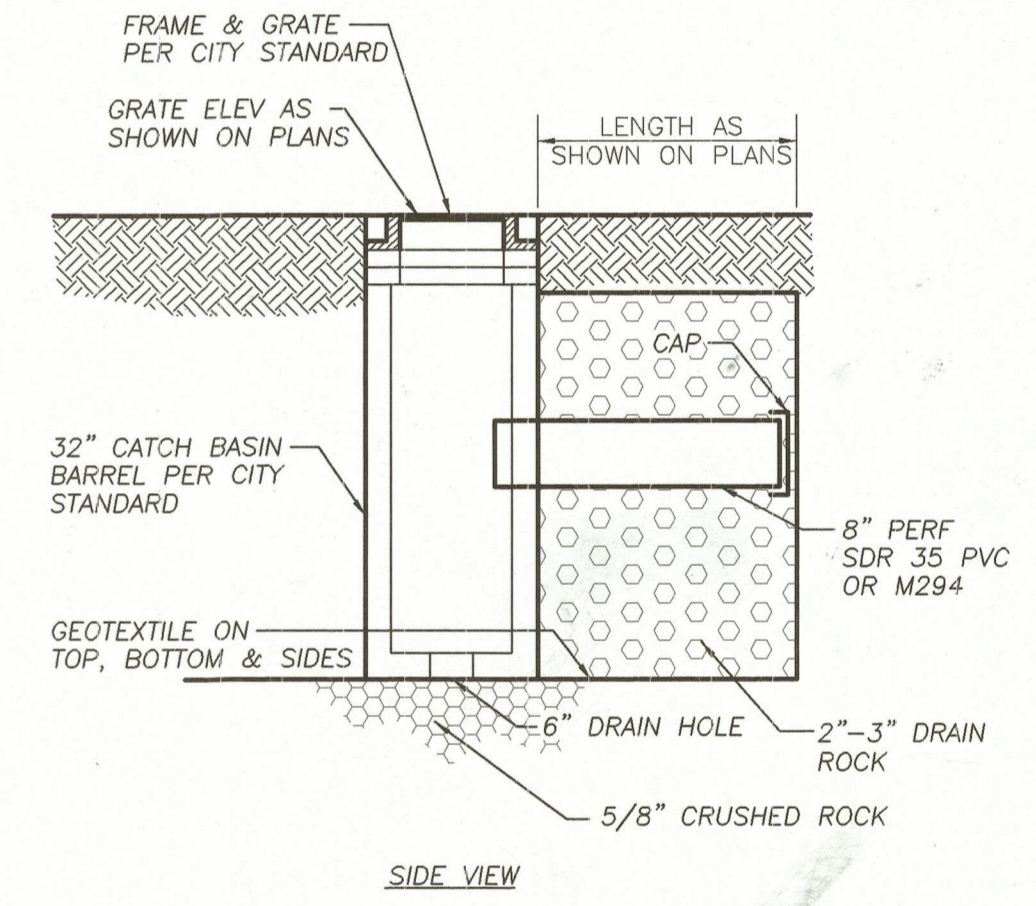 FRAME & GRATE
PER CITY STANDARD
GRATE ELEV AS
SHOWN ON PLANS
LENGTH AS
SHOWN ON PLANS
CAP
32" CATCH BASIN
BARREL PER CITY
STANDARD
8" PERF
SDR 35 PVC
OR M294
GEOTEXTILE ON
TOP, BOTTOM & SIDES
6" DRAIN HOLE
2"-3" DRAIN
ROCK
5/8" CRUSHED ROCK
SIDE VIEW